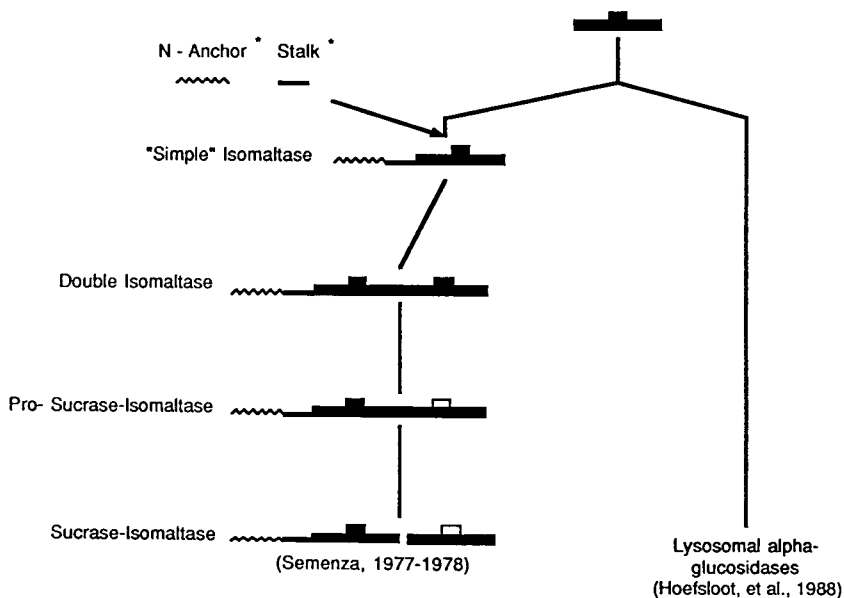 N - Anchor * Stalk *
"Simple" Isomaltase
Double Isomaltase
Pro- Sucrase-Isomaltase
Sucrase-Isomaltase
(Semenza, 1977-1978)
Lysosomal alpha-
glucosidases
(Hoefsloot, et al., 1988)